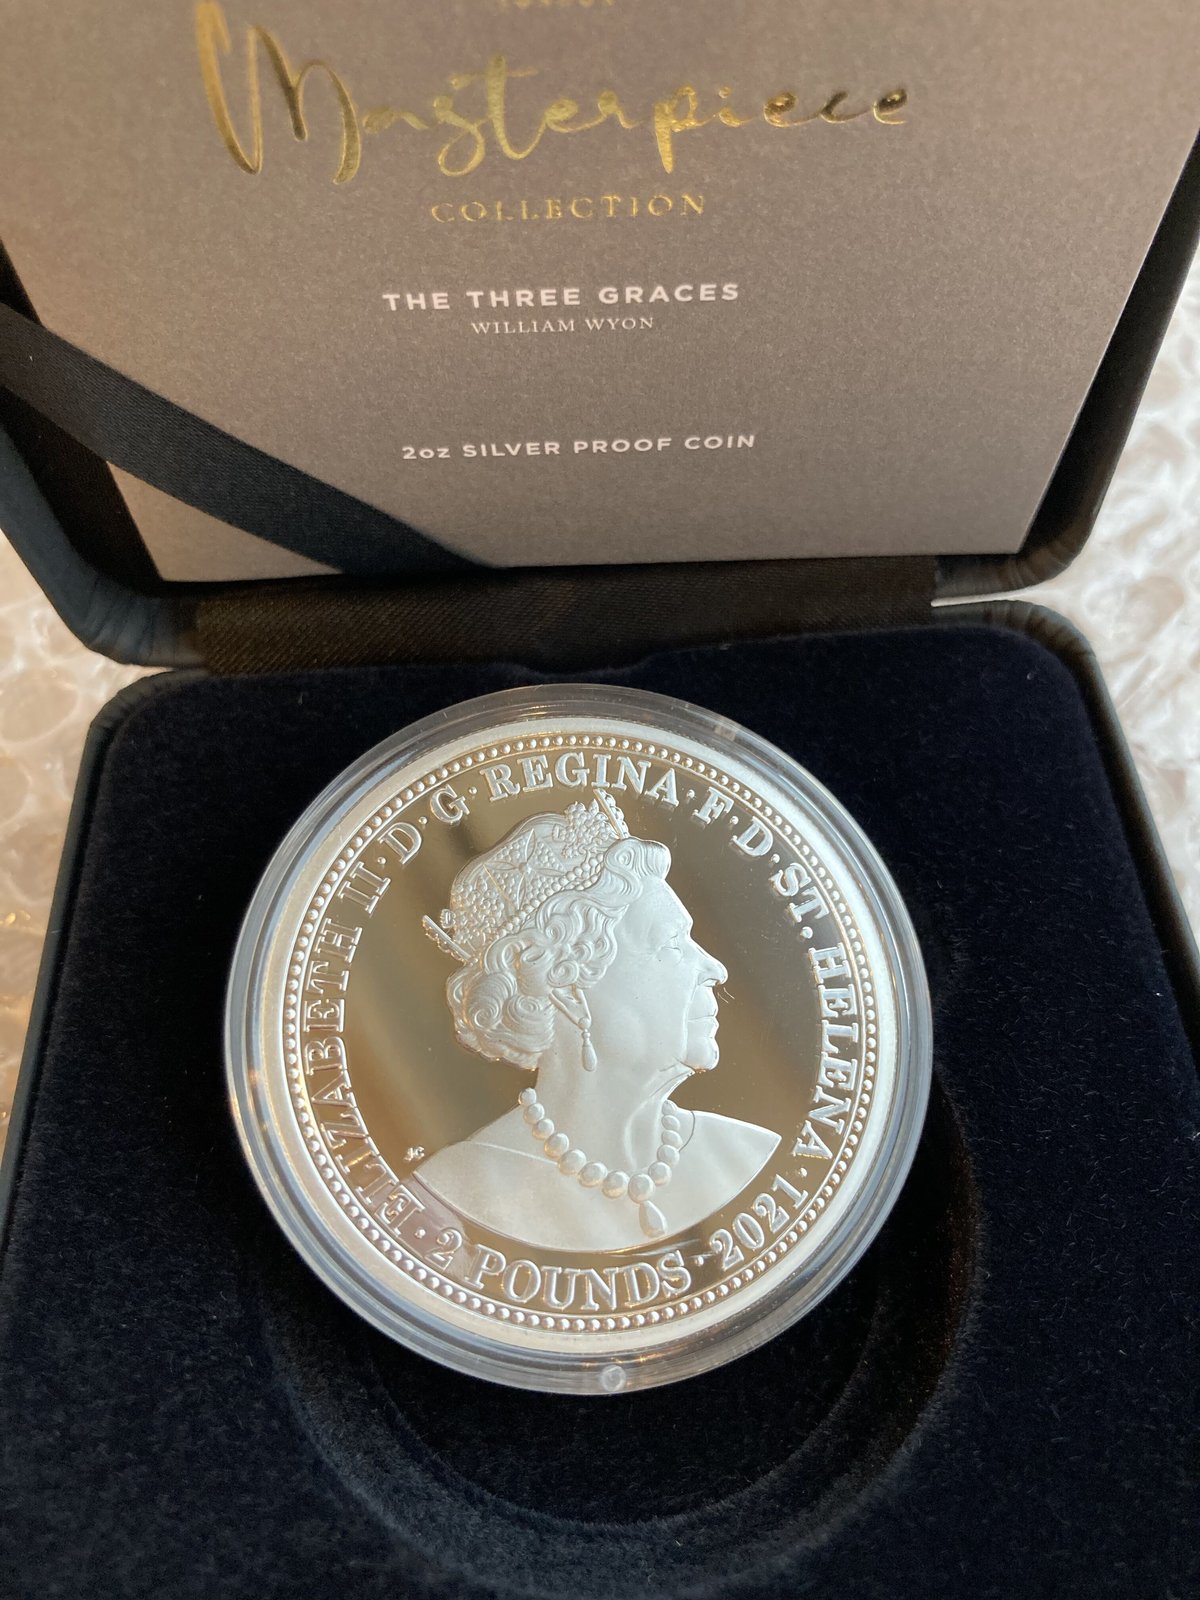 Masterpiece
COLLECTION
THE THREE GRACES
WILLIAM WYON
2oz SILVER PROOF COIN
ELIZABETH II · D · G · REGINA · F · D · ST · HELENA · 2021 · 2 POUNDS ·
JC